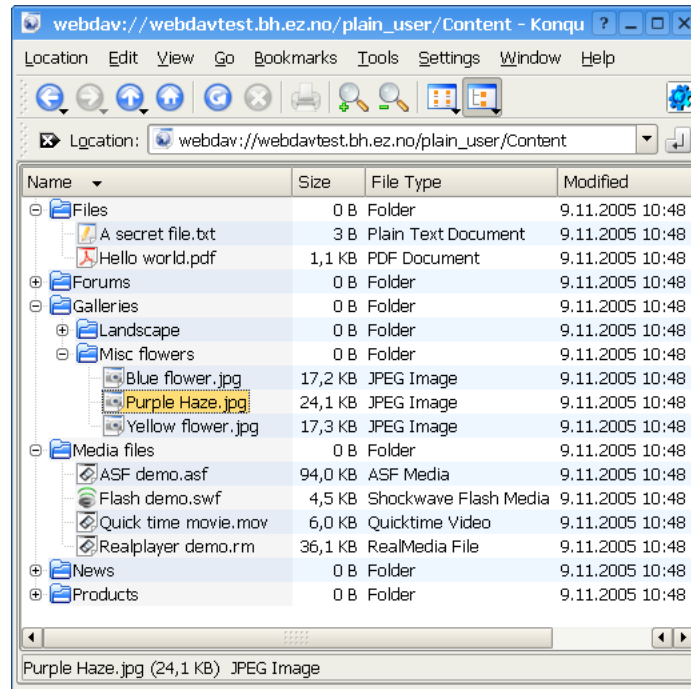 webdav://webdavtest.bh.ez.no/plain_user/Content - Konqu
Location Edit View Go Bookmarks Tools Settings Window Help
Location: webdav://webdavtest.bh.ez.no/plain_user/Content
Name Size File Type Modified
Files 0 B Folder 9.11.2005 10:48
A secret file.txt 3 B Plain Text Document 9.11.2005 10:48
Hello world.pdf 1,1 KB PDF Document 9.11.2005 10:48
Forums 0 B Folder 9.11.2005 10:48
Galleries 0 B Folder 9.11.2005 10:48
Landscape 0 B Folder 9.11.2005 10:48
Misc flowers 0 B Folder 9.11.2005 10:48
Blue flower.jpg 17,2 KB JPEG Image 9.11.2005 10:48
Purple Haze.jpg 24,1 KB JPEG Image 9.11.2005 10:48
Yellow flower.jpg 17,3 KB JPEG Image 9.11.2005 10:48
Media files 0 B Folder 9.11.2005 10:48
ASF demo.asf 94,0 KB ASF Media 9.11.2005 10:48
Flash demo.swf 4,5 KB Shockwave Flash Media 9.11.2005 10:48
Quick time movie.mov 6,0 KB Quicktime Video 9.11.2005 10:48
Realplayer demo.rm 36,1 KB RealMedia File 9.11.2005 10:48
News 0 B Folder 9.11.2005 10:48
Products 0 B Folder 9.11.2005 10:48
Purple Haze.jpg (24,1 KB) JPEG Image